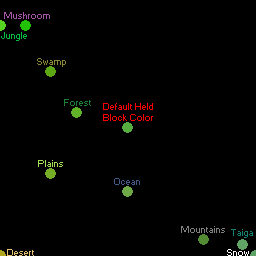 Mushroom
Jungle
Swamp
Forest
Default Held
Block Color
Plains
Ocean
Mountains
Taiga
Desert
Snow